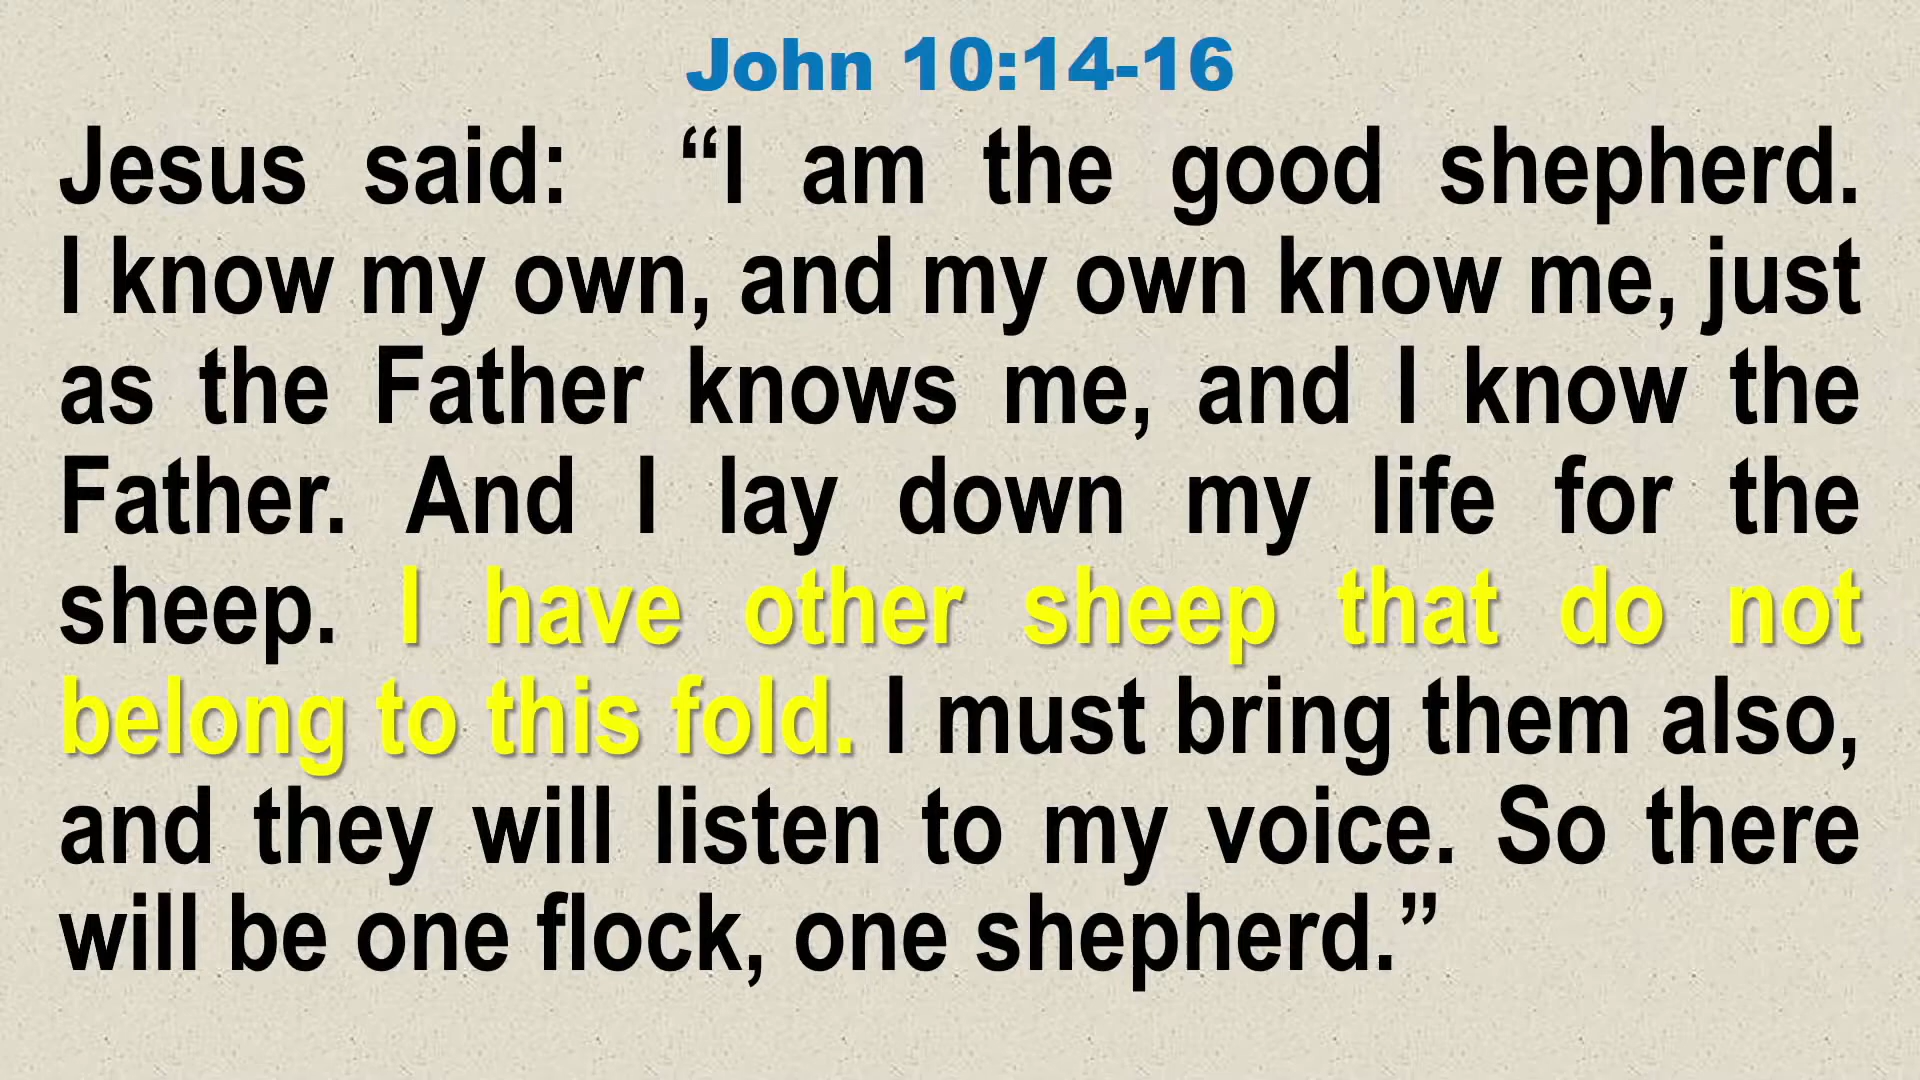 John 10:14-16
Jesus said: “I am the good shepherd.
I know my own, and my own know me, just
as the Father knows me, and I know the
Father. And I lay down my life for the
sheep. I have other sheep that do not
belong to this fold. I must bring them also,
and they will listen to my voice. So there
will be one flock, one shepherd.”